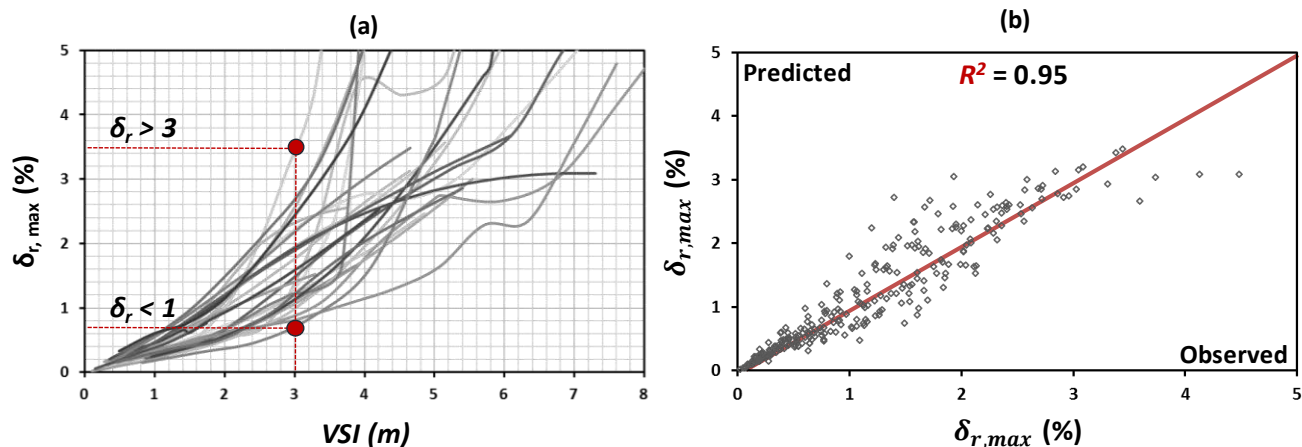 (a)
5
4
3
2
1
0
δr, max (%)
δr > 3
δr < 1
0 1 2 3 4 5 6 7 8
VSI (m)
(b)
5
4
3
2
1
0
δr,max (%)
Predicted
R² = 0.95
Observed
0 1 2 3 4 5
δr,max (%)